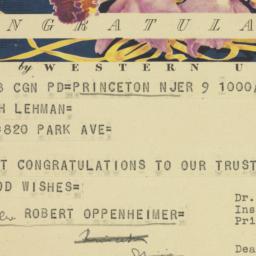 NGRATULA
by WESTERN U
8 CGN PD=PRINCETON NJER 9 1000A
H LEHMAN=
=820 PARK AVE=
T CONGRATULATIONS TO OUR TRUST
OD WISHES=
ROBERT OPPENHEIMER=
Dr.
Ins
Pri
Dea